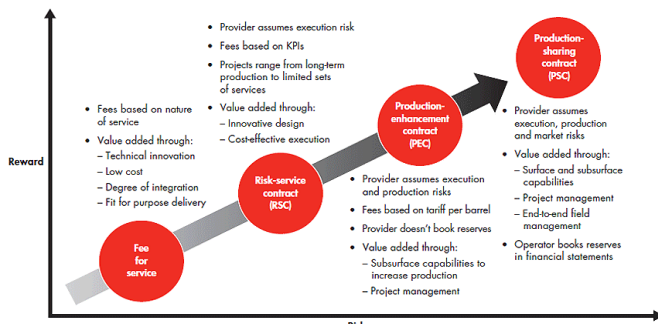 • Provider assumes execution risk
• Fees based on KPIs
• Projects range from long-term
production to limited sets
of services
• Value added through:
– Innovative design
– Cost-effective execution
Production-
sharing
contract
(PSC)
• Fees based on nature
of service
• Value added through:
– Technical innovation
– Low cost
– Degree of integration
– Fit for purpose delivery
Production-
enhancement
contract
(PEC)
• Provider assumes
execution, production
and market risks
• Value added through:
– Surface and subsurface
capabilities
– Project management
– End-to-end field
management
• Operator books reserves
in financial statements
Reward
Risk-service
contract
(RSC)
• Provider assumes execution
and production risks
• Fees based on tariff per barrel
• Provider doesn't book reserves
• Value added through:
– Subsurface capabilities to
increase production
– Project management
Fee
for
service